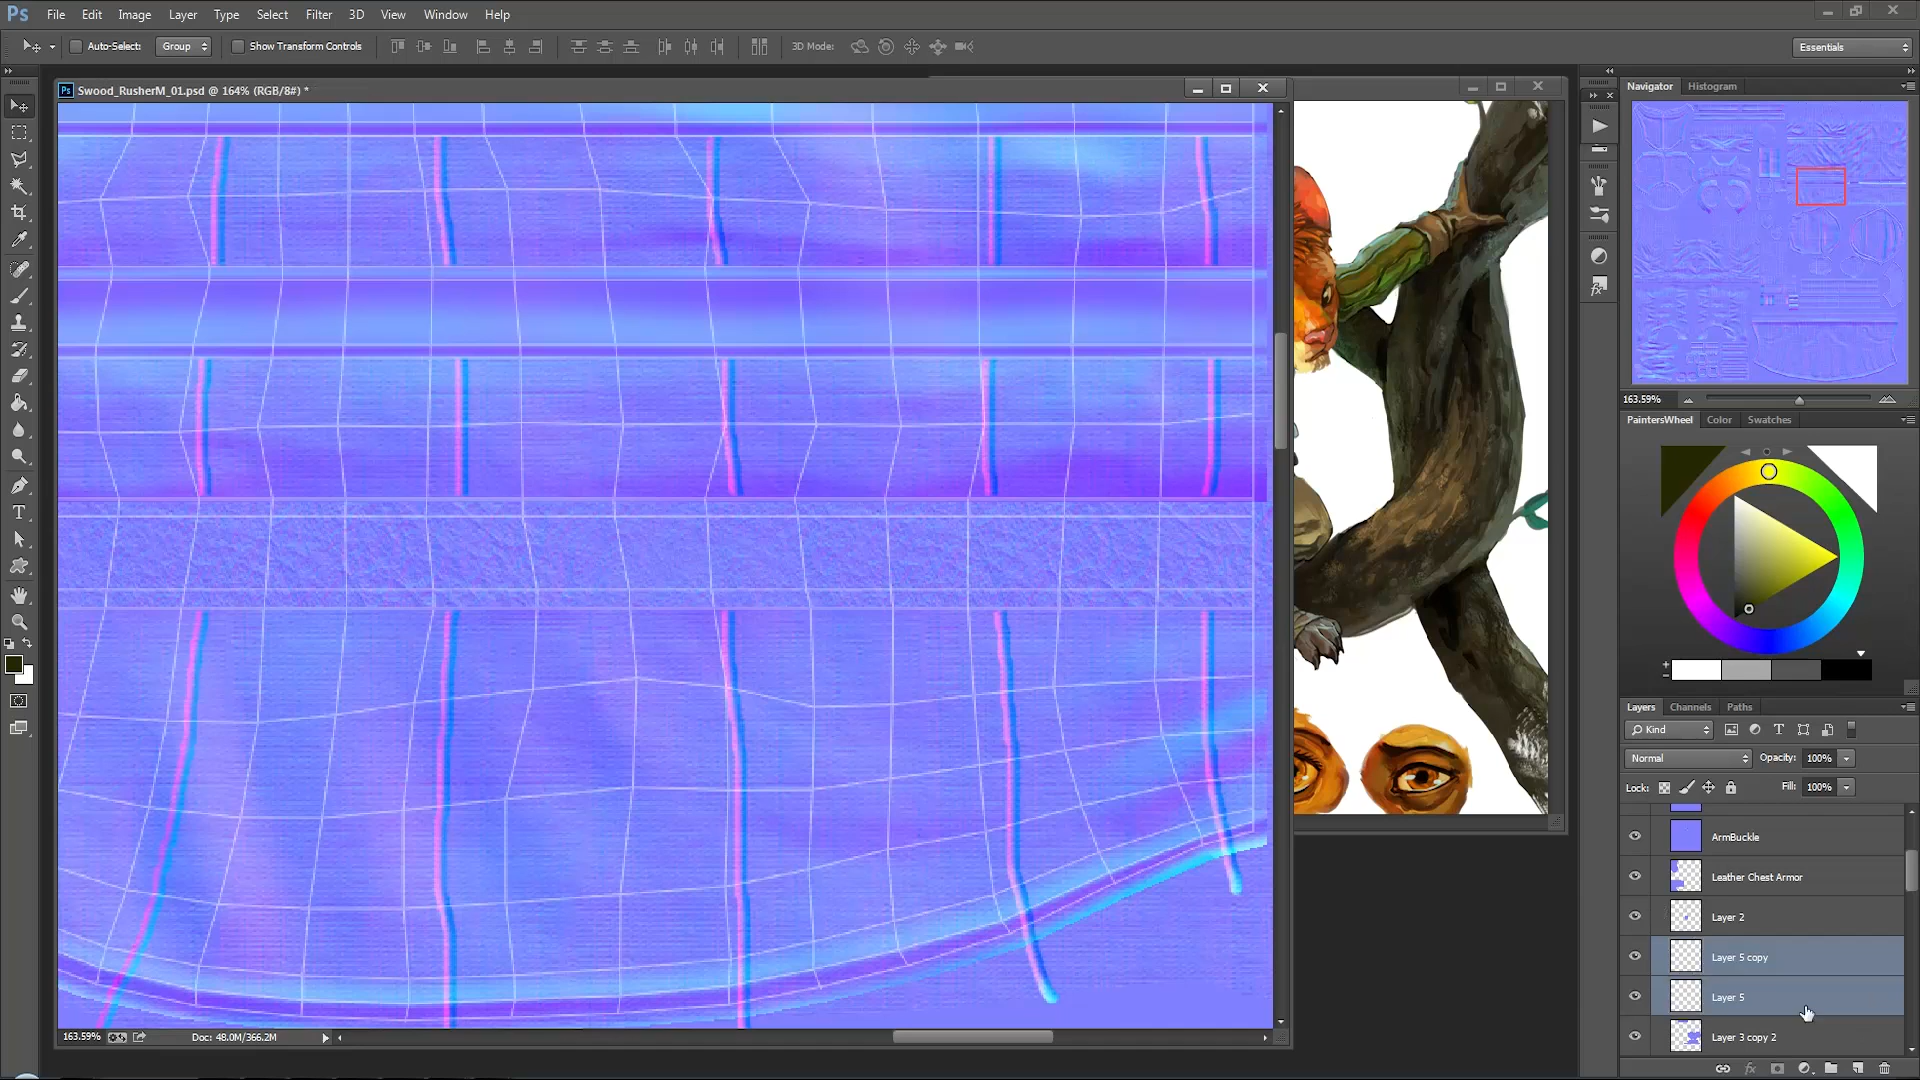 Ps File Edit Image Layer Type Select Filter 3D View Window Help
Auto-Select: Group Show Transform Controls 3D Mode: Essentials
Ps Swood_RusherM_01.psd @ 164% (RGB/8#) *
Navigator Histogram
163.59%
PaintersWheel Color Swatches
Layers Channels Paths
Kind T
Normal Opacity: 100%
Lock: Fill: 100%
ArmBuckle
Leather Chest Armor
Layer 2
Layer 5 copy
Layer 5
Layer 3 copy 2
163.59% Doc: 48.0M/366.2M
fx